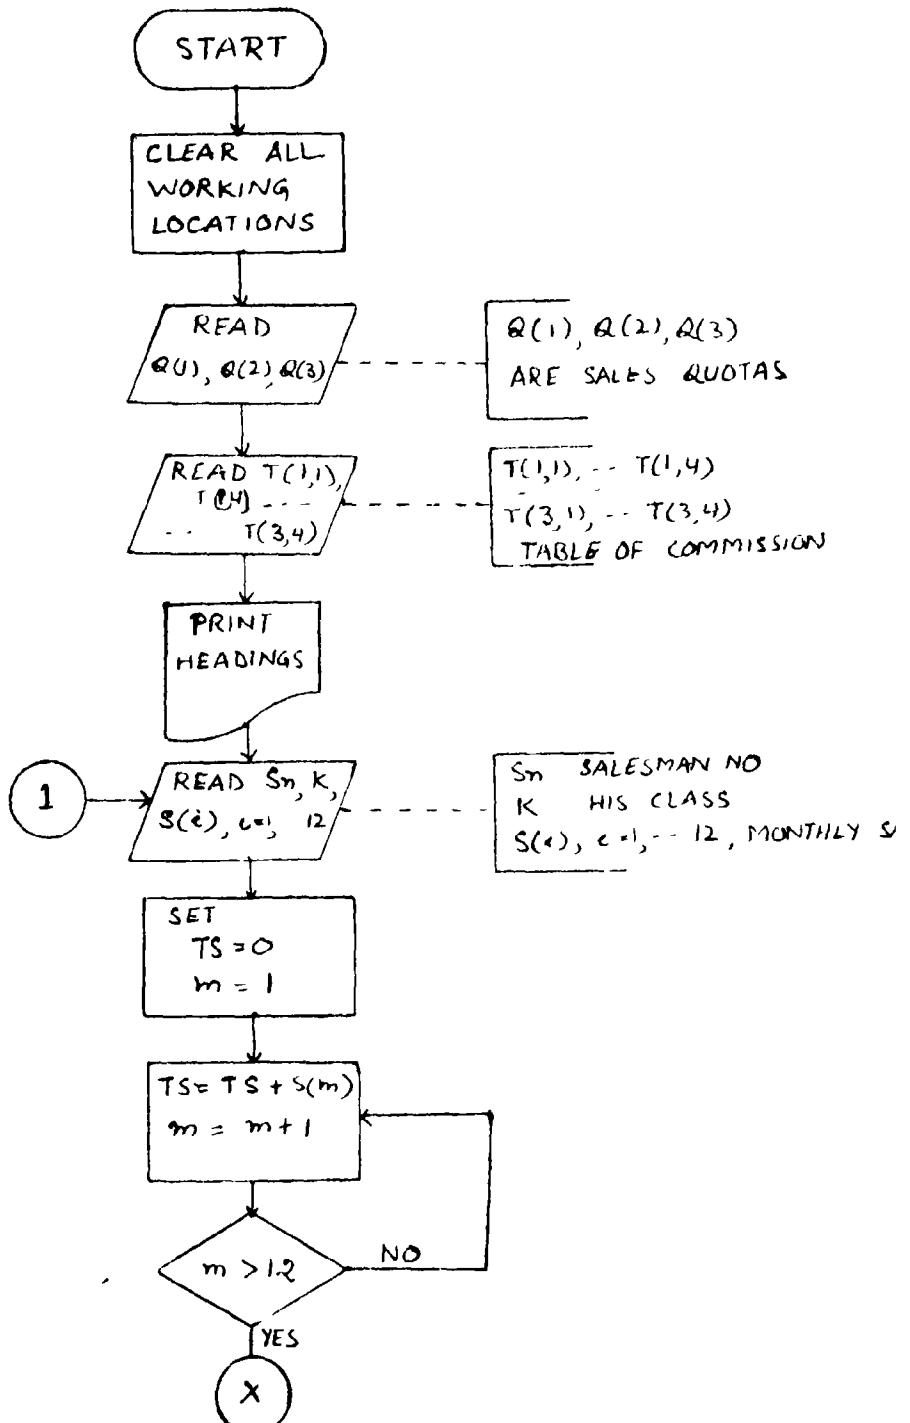 START
CLEAR ALL
WORKING
LOCATIONS
READ
Q(1), Q(2), Q(3)
Q(1), Q(2), Q(3)
ARE SALES QUOTAS
READ T(1,1),
T(1,4) ....
.. T(3,4)
T(1,1), .. T(1,4)
T(3,1), .. T(3,4)
TABLE OF COMMISSION
PRINT
HEADINGS
1
READ Sn, K,
S(i), i=1, 12
Sn SALESMAN NO
K HIS CLASS
S(i), i=1, .. 12, MONTHLY
SET
TS = 0
m = 1
TS = TS + S(m)
m = m + 1
m > 12
NO
YES
X